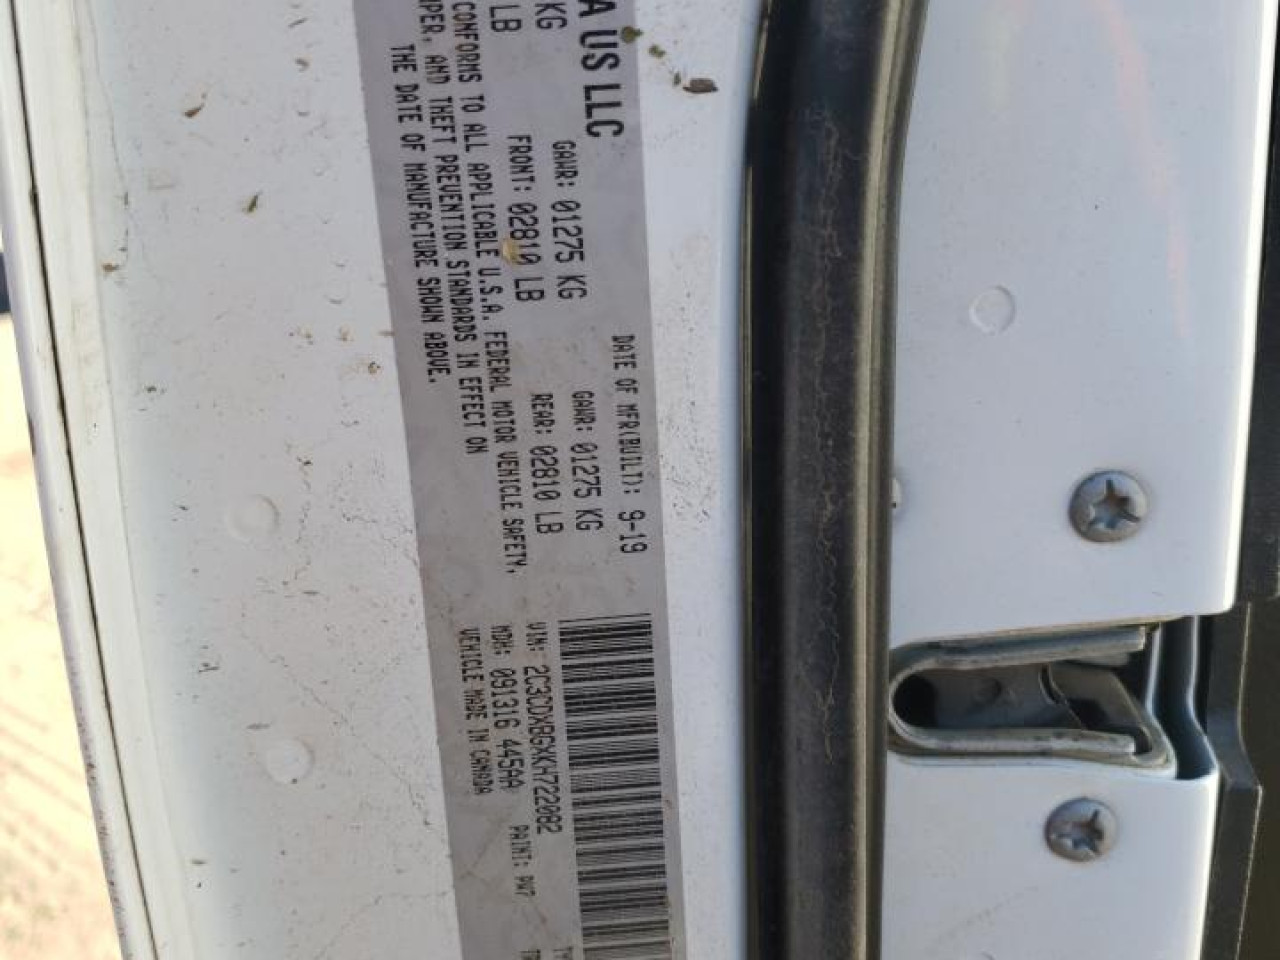 A US LLC
DATE OF MFR(BUILT): 9-19
KG GAWR: 01275 KG GAWR: 01275 KG
LB FRONT: 02810 LB REAR: 02810 LB
CONFORMS TO ALL APPLICABLE U.S.A. FEDERAL MOTOR VEHICLE SAFETY,
MPER, AND THEFT PREVENTION STANDARDS IN EFFECT ON
THE DATE OF MANUFACTURE SHOWN ABOVE.
VIN: 2C3CDXBGXKH722082
MDH: 091316 445AA PAINT: PW7
VEHICLE MADE IN CANADA